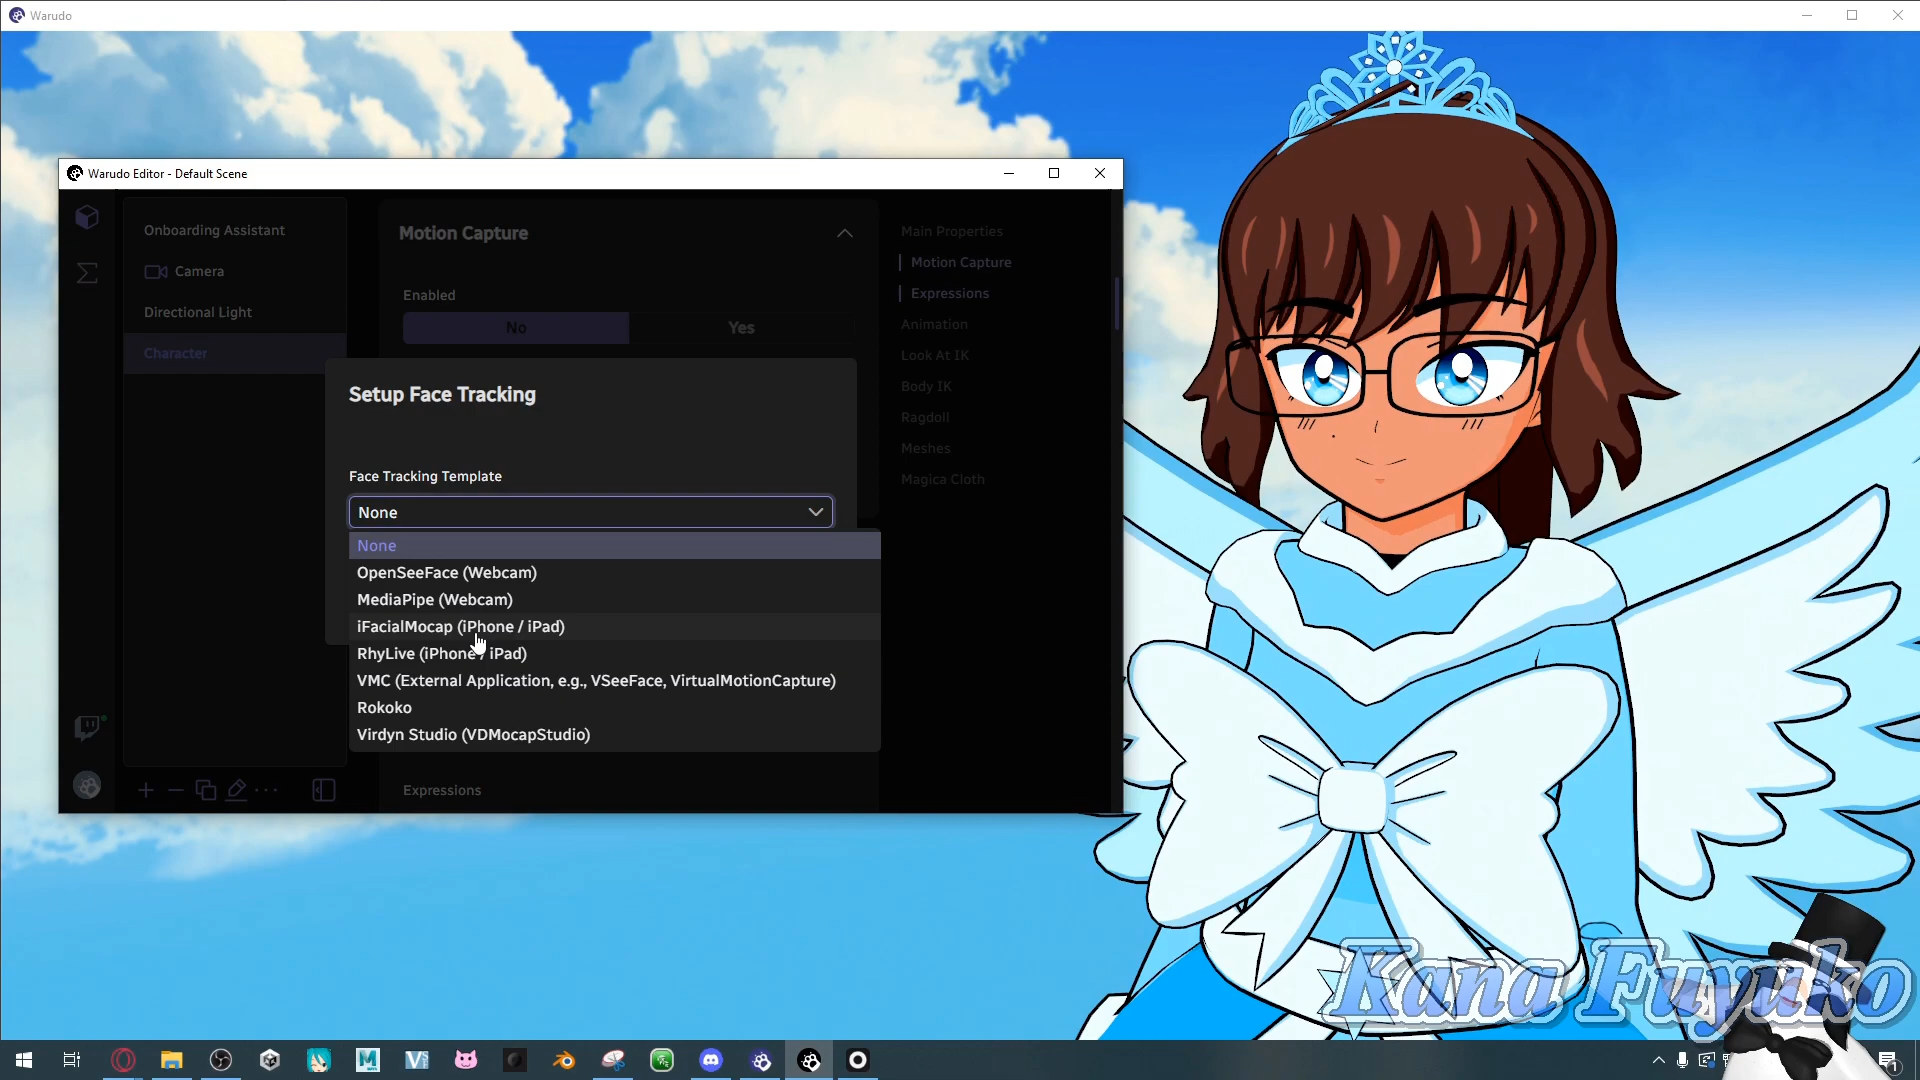 Warudo
Warudo Editor - Default Scene
Onboarding Assistant
Camera
Directional Light
Character
Motion Capture
Enabled
No
Yes
Main Properties
Motion Capture
Expressions
Animation
Look At IK
Body IK
Ragdoll
Meshes
Magica Cloth
Setup Face Tracking
Face Tracking Template
None
None
OpenSeeFace (Webcam)
MediaPipe (Webcam)
iFacialMocap (iPhone / iPad)
RhyLive (iPhone / iPad)
VMC (External Application, e.g., VSeeFace, VirtualMotionCapture)
Rokoko
Virdyn Studio (VDMocapStudio)
Expressions
Kana Fuyuko